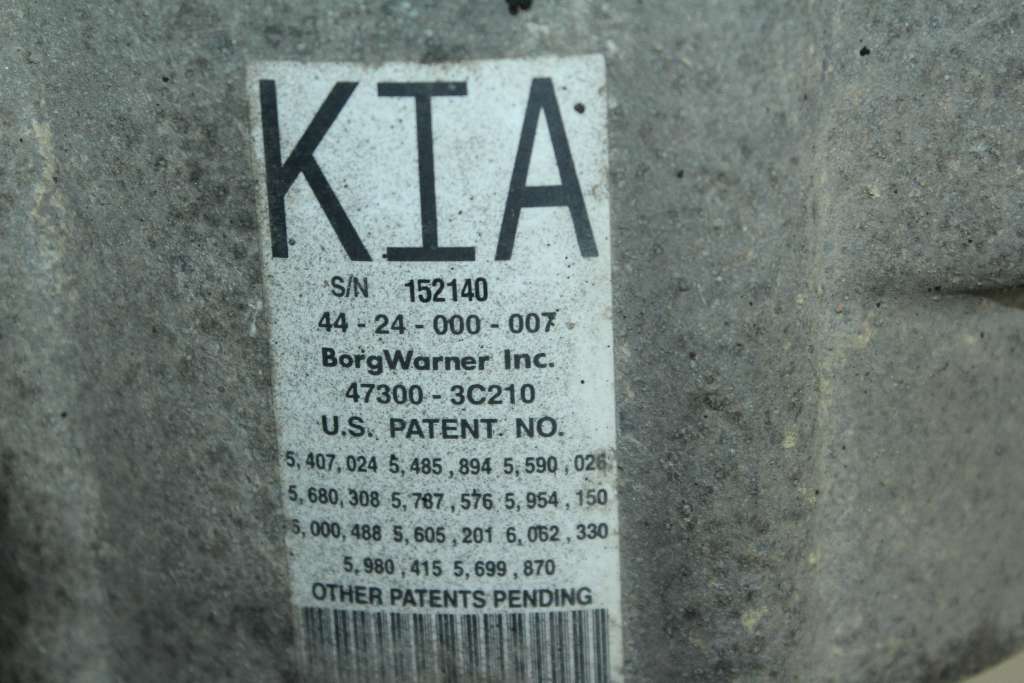 KIA
S/N 152140
44 - 24 - 000 - 007
BorgWarner Inc.
47300 - 3C210
U.S. PATENT NO.
5,407,024 5,485,894 5,590,026
5,680,308 5,787,576 5,954,150
6,000,488 5,605,201 6,062,330
5,980,415 5,699,870
OTHER PATENTS PENDING